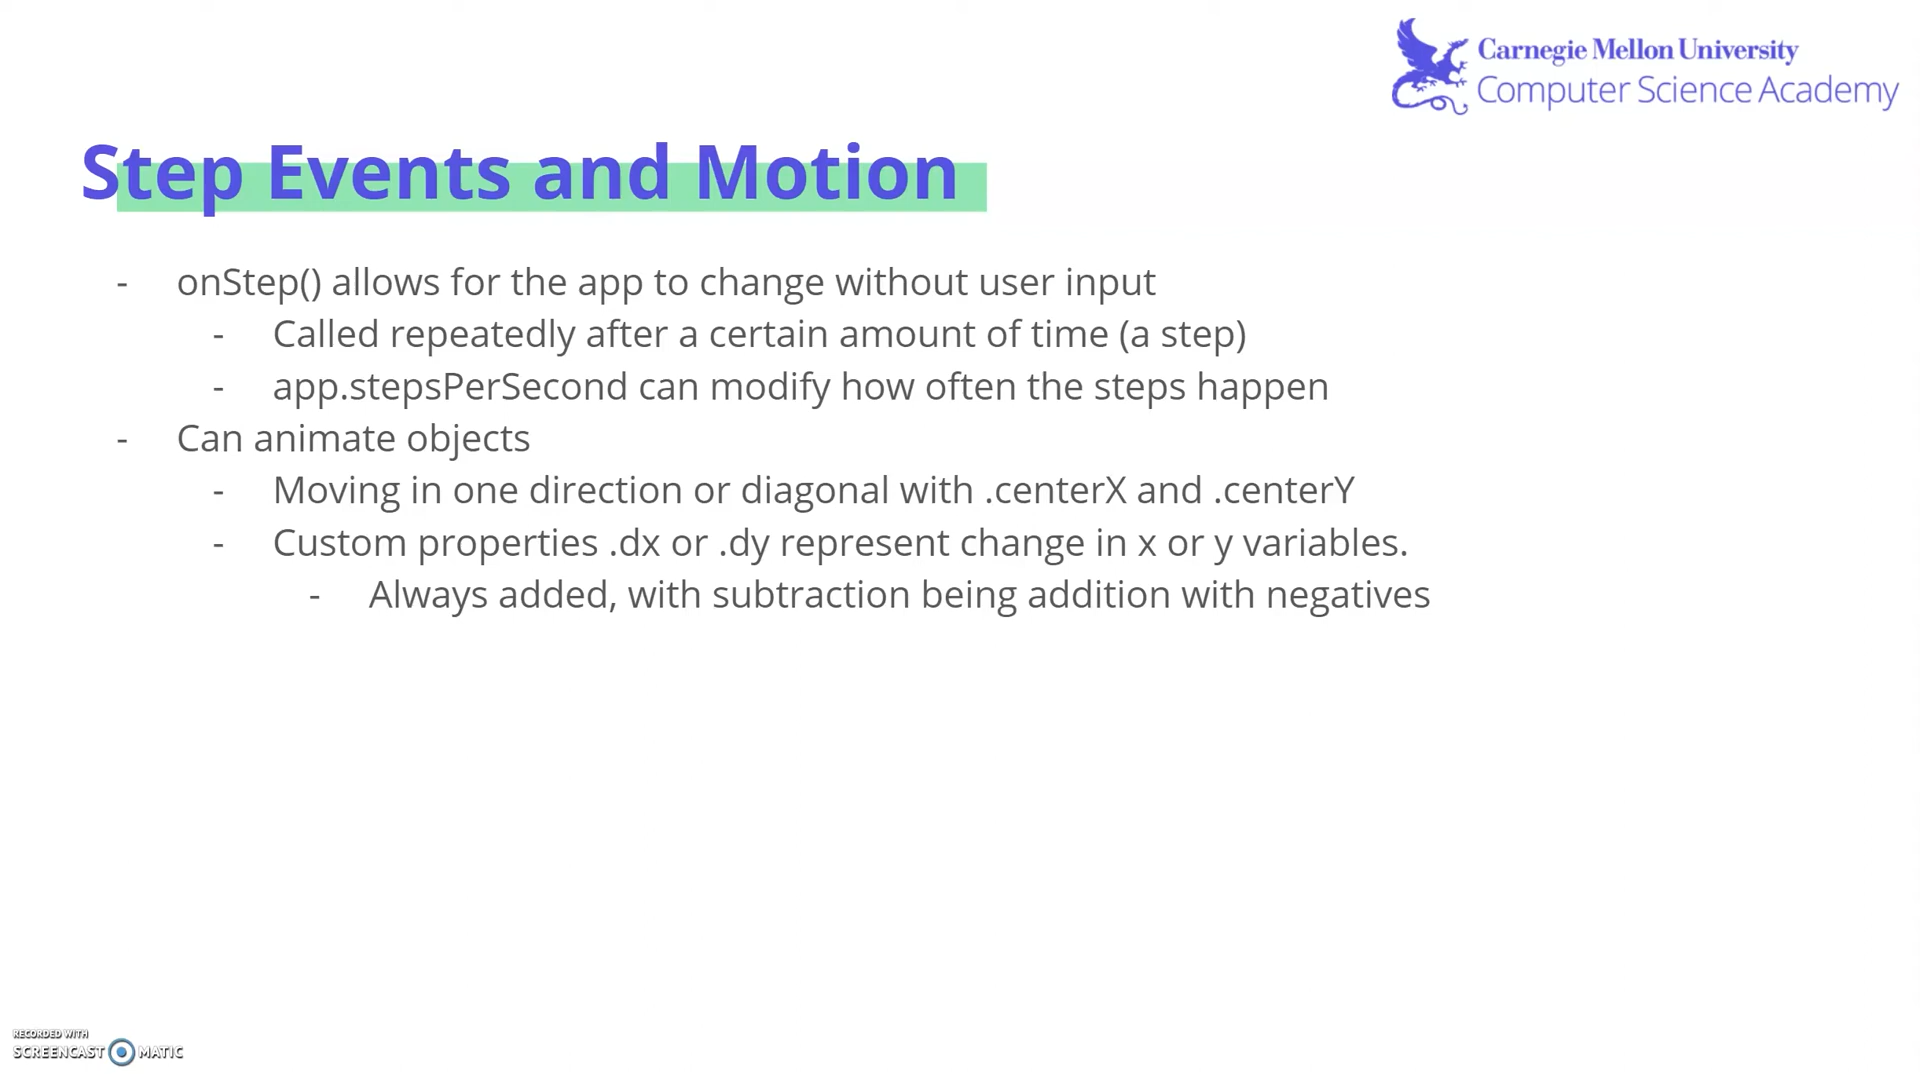 Carnegie Mellon University
Computer Science Academy
Step Events and Motion
- onStep() allows for the app to change without user input
- Called repeatedly after a certain amount of time (a step)
- app.stepsPerSecond can modify how often the steps happen
- Can animate objects
- Moving in one direction or diagonal with .centerX and .centerY
- Custom properties .dx or .dy represent change in x or y variables.
- Always added, with subtraction being addition with negatives
RECORDED WITH
SCREENCAST MATIC